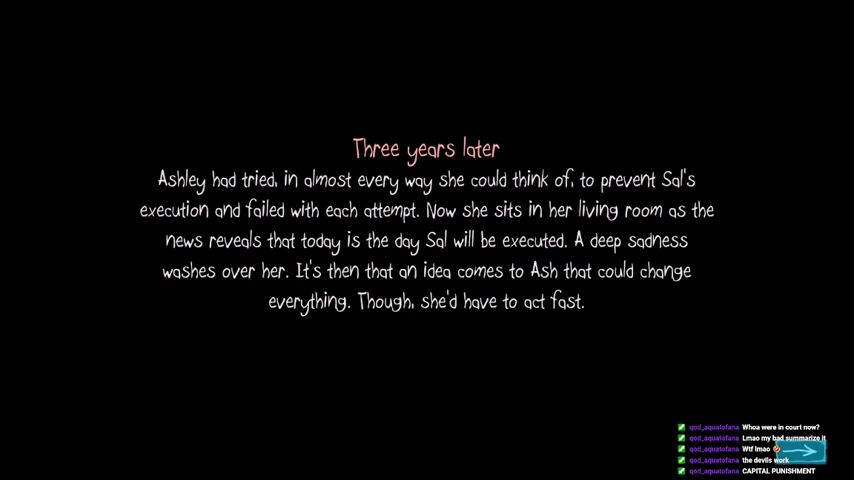 Three years later
Ashley had tried, in almost every way she could think of, to prevent Sal's
execution and failed with each attempt. Now she sits in her living room as the
news reveals that today is the day Sal will be executed. A deep sadness
washes over her. It's then that an idea comes to Ash that could change
everything. Though, she'd have to act fast.
qod_aquatofana Whoa were in court now?
qod_aquatofana Lmao my bad summarize it
qod_aquatofana Wtf lmao
qod_aquatofana the devils work
qod_aquatofana CAPITAL PUNISHMENT